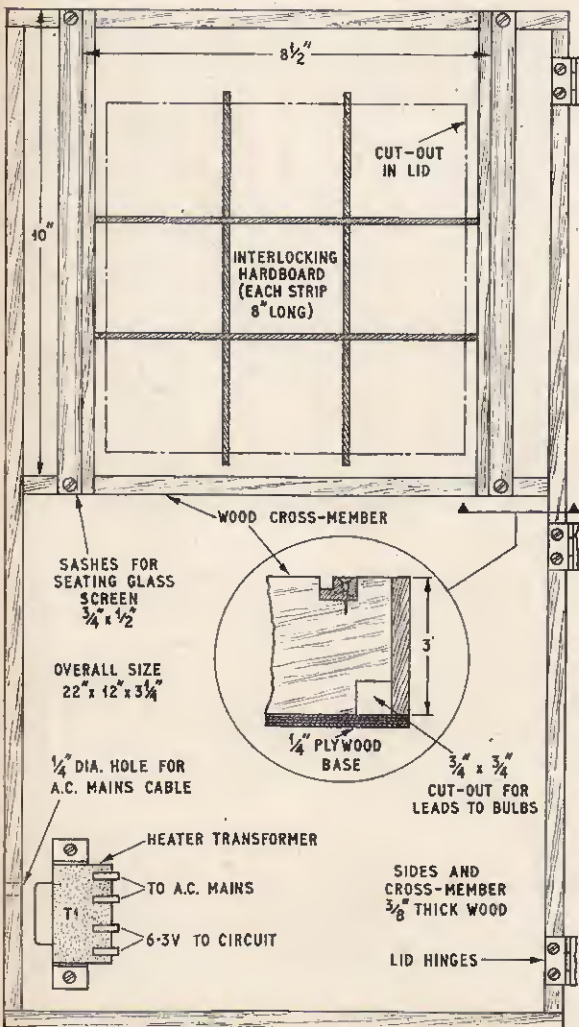 8½"
CUT-OUT
IN LID
10"
INTERLOCKING
HARDBOARD
(EACH STRIP
8" LONG)
WOOD CROSS-MEMBER
SASHES FOR
SEATING GLASS
SCREEN
¾" x ½"
OVERALL SIZE
22" x 12" x 3¼"
3"
¼" PLYWOOD
BASE
¾" x ¾"
CUT-OUT FOR
LEADS TO BULBS
¼" DIA. HOLE FOR
A.C. MAINS CABLE
HEATER TRANSFORMER
TO A.C. MAINS
T1
6·3V TO CIRCUIT
SIDES AND
CROSS-MEMBER
⅜" THICK WOOD
LID HINGES